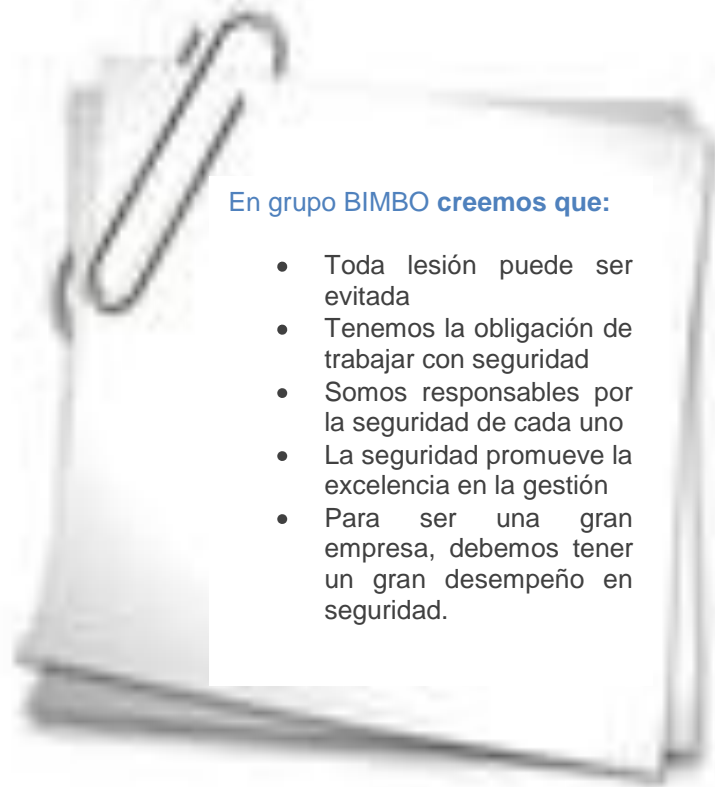 En grupo BIMBO creemos que:
• Toda lesión puede ser
evitada
• Tenemos la obligación de
trabajar con seguridad
• Somos responsables por
la seguridad de cada uno
• La seguridad promueve la
excelencia en la gestión
• Para ser una gran
empresa, debemos tener
un gran desempeño en
seguridad.